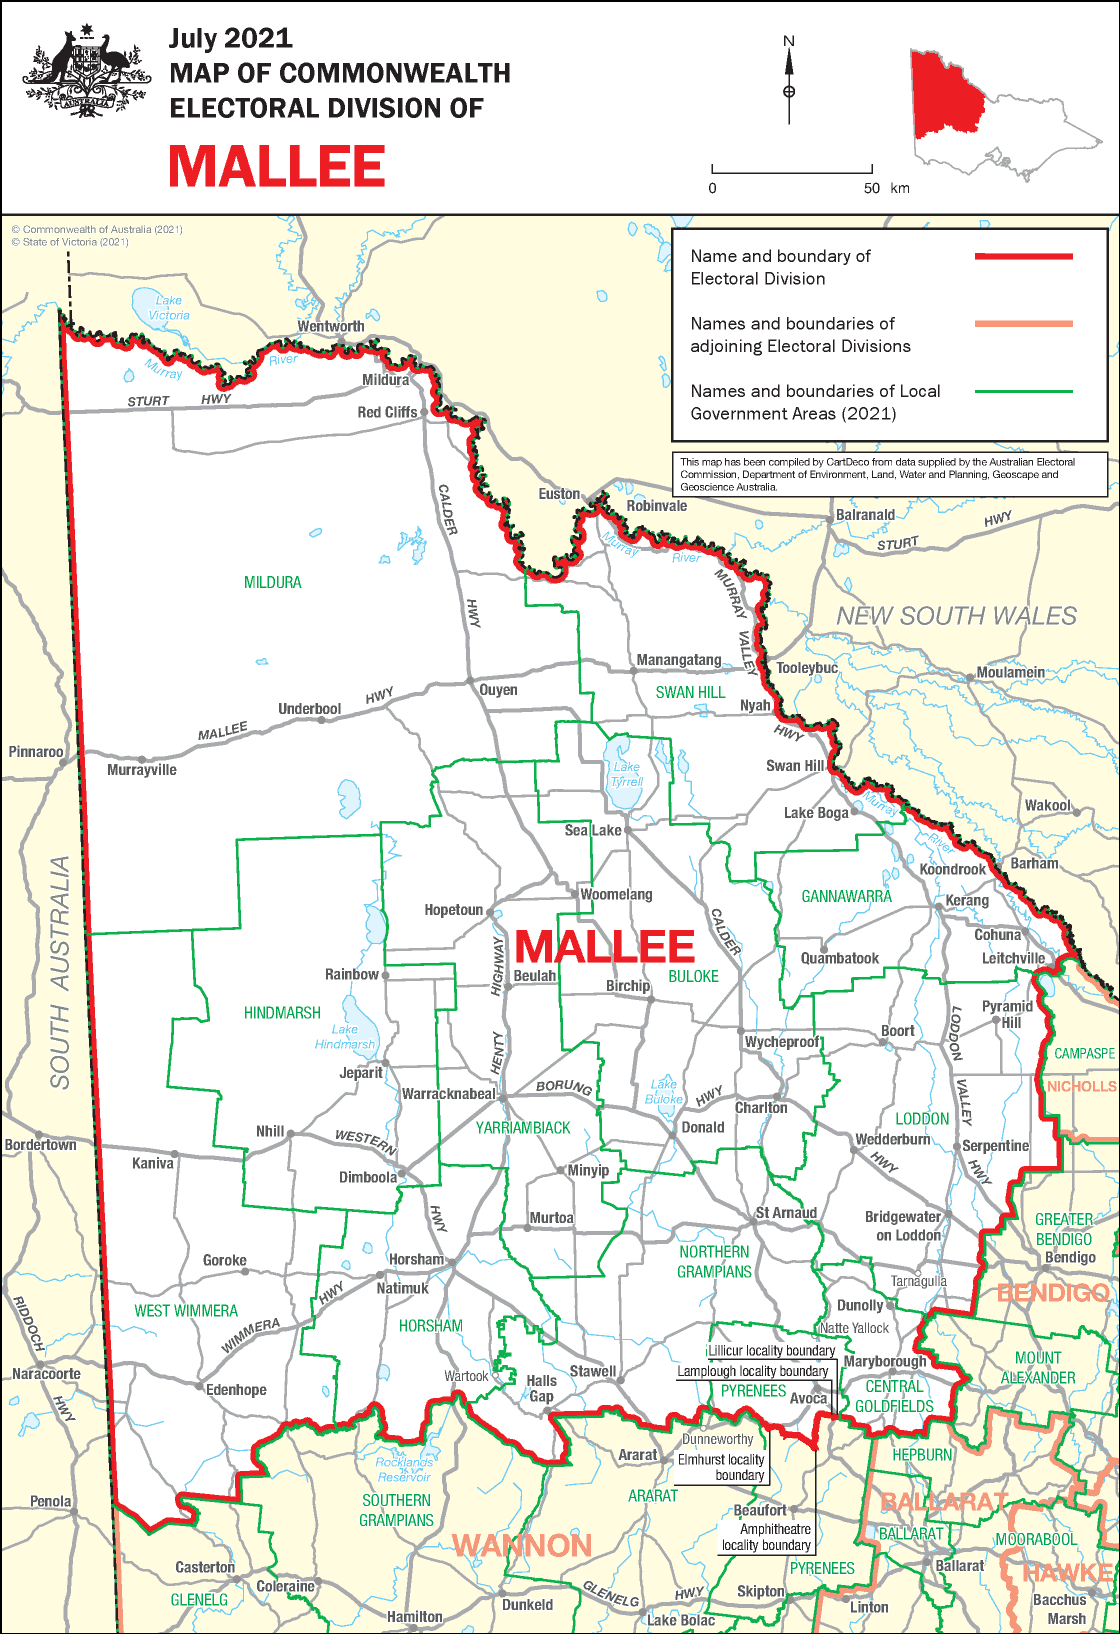 July 2021
MAP OF COMMONWEALTH
ELECTORAL DIVISION OF
MALLEE
AUSTRALIA
N
0 50 km
© Commonwealth of Australia (2021)
© State of Victoria (2021)
Name and boundary of
Electoral Division
Names and boundaries of
adjoining Electoral Divisions
Names and boundaries of Local
Government Areas (2021)
This map has been compiled by CartDeco from data supplied by the Australian Electoral
Commission, Department of Environment, Land, Water and Planning, Geoscape and
Geoscience Australia.
Lake
Victoria
Wentworth
Murray
River
Mildura
STURT HWY
Red Cliffs
CALDER
HWY
Euston
Robinvale
Murray
River
Balranald
STURT
HWY
MILDURA
MURRAY
VALLEY
HWY
NEW SOUTH WALES
Manangatang
Tooleybuc
Moulamein
SWAN HILL
Ouyen
Nyah
Underbool
MALLEE
HWY
Pinnaroo
Murrayville
Lake
Tyrrell
Swan Hill
Murray
River
Lake Boga
Wakool
Sea Lake
SOUTH AUSTRALIA
Koondrook
Barham
Woomelang
GANNAWARRA
Kerang
Hopetoun
CALDER
Cohuna
MALLEE
Quambatook
Leitchville
Rainbow
HIGHWAY
Beulah
BULOKE
Birchip
HINDMARSH
Pyramid
Hill
Lake
Hindmarsh
HENTY
LODDON
Boort
Wycheproof
CAMPASPE
Jeparit
NICHOLLS
Warracknabeal
BORUNG
Lake
Buloke
HWY
VALLEY
Charlton
YARRIAMBIACK
LODDON
Nhill
WESTERN
Donald
Wedderburn
Serpentine
Bordertown
Kaniva
HWY
HWY
Dimboola
Minyip
HWY
Murtoa
St Arnaud
Bridgewater
on Loddon
GREATER
BENDIGO
Horsham
NORTHERN
GRAMPIANS
Bendigo
Goroke
Natimuk
Tarnagulla
BENDIGO
RIDDOCH
HWY
WEST WIMMERA
WIMMERA
HWY
HORSHAM
Dunolly
Natte Yallock
Lillicur locality boundary
Lamplough locality boundary
Maryborough
MOUNT
ALEXANDER
Naracoorte
Wartook
Halls
Gap
Stawell
PYRENEES
Avoca
CENTRAL
GOLDFIELDS
Edenhope
Dunneworthy
Ararat
Elmhurst locality
boundary
HEPBURN
Rocklands
Reservoir
Penola
SOUTHERN
GRAMPIANS
ARARAT
BALLARAT
Beaufort
Amphitheatre
locality boundary
BALLARAT
MOORABOOL
WANNON
PYRENEES
Ballarat
HAWKE
Casterton
Coleraine
GLENELG
Dunkeld
GLENELG
HWY
Skipton
Linton
Bacchus
Marsh
Hamilton
Lake Bolac